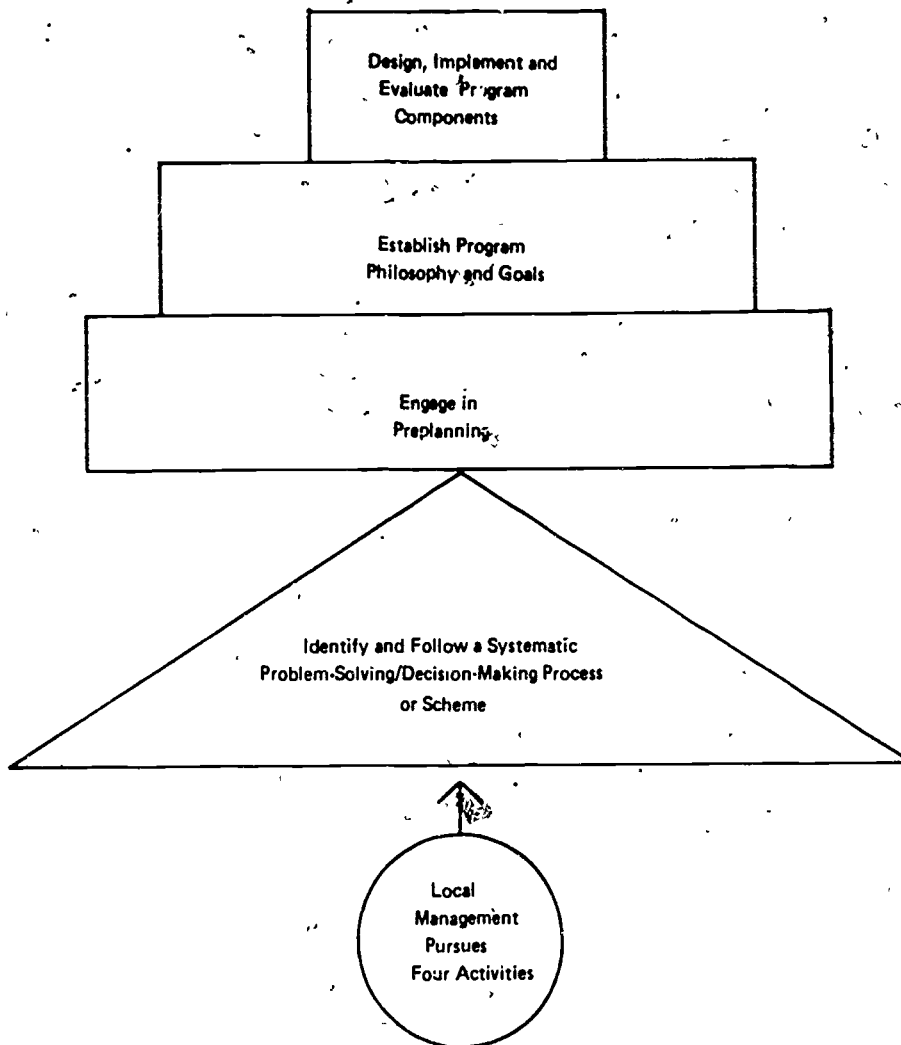 Design, Implement and
Evaluate Program
Components
Establish Program
Philosophy and Goals
Engage in
Preplanning
Identify and Follow a Systematic
Problem-Solving/Decision-Making Process
or Scheme
Local
Management
Pursues
Four Activities